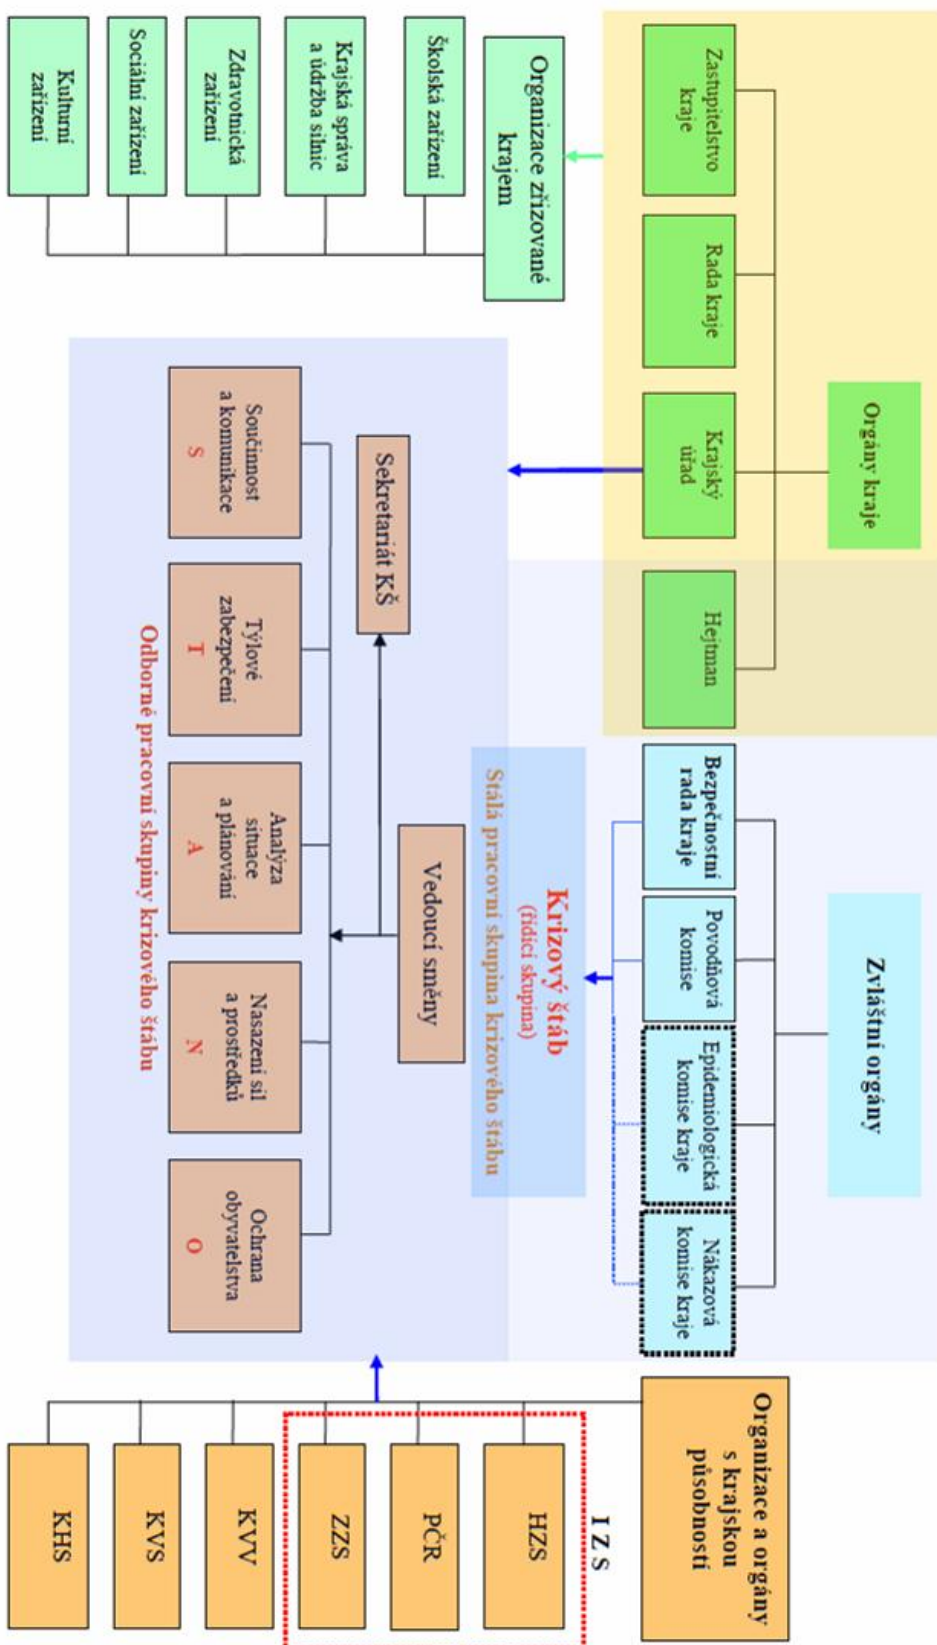 Orgány kraje
Zastupitelstvo
kraje
Rada kraje
Krajský
úřad
Hejtman
Zvláštní orgány
Bezpečnostní
rada kraje
Povodňová
komise
Epidemiologická
komise kraje
Nákazová
komise kraje
Organizace a orgány
s krajskou
působností
Organizace zřizované
krajem
Školská zařízení
Krajská správa
a údržba silnic
Zdravotnická
zařízení
Sociální zařízení
Kulturní
zařízení
Krizový štáb
(řídící skupina)
Stálá pracovní skupina krizového štábu
Vedoucí směny
Sekretariát KŠ
Součinnost
a komunikace
S
Týlové
zabezpečení
T
Analýza
situace
a plánování
A
Nasazení sil
a prostředků
N
Ochrana
obyvatelstva
O
Odborné pracovní skupiny krizového štábu
I Z S
HZS
PČR
ZZS
KVV
KVS
KHS